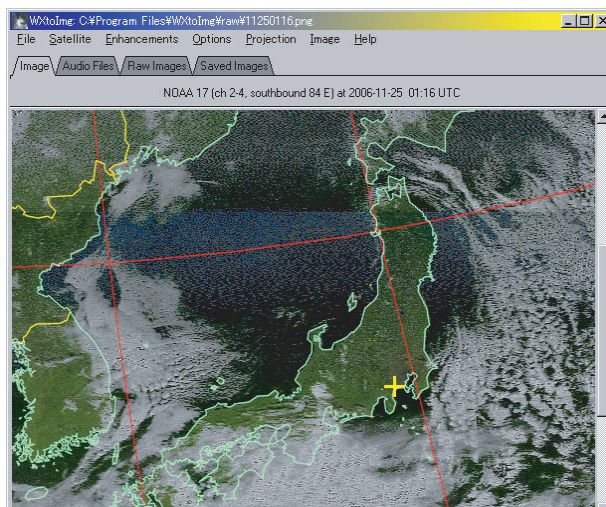 WXtoImg: C:¥Program Files¥WXtoImg¥raw¥11250116.png
File Satellite Enhancements Options Projection Image Help
Image Audio Files Raw Images Saved Images
NOAA 17 (ch 2-4, southbound 84 E) at 2006-11-25 01:16 UTC